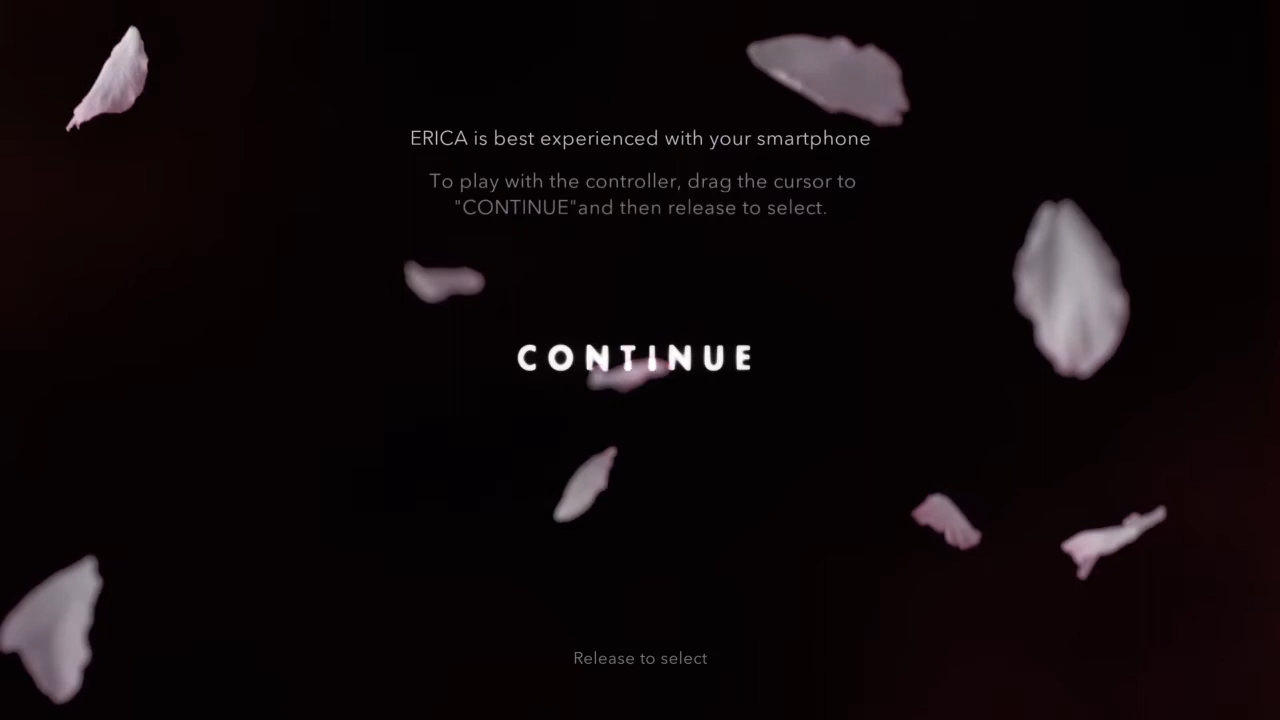 ERICA is best experienced with your smartphone
To play with the controller, drag the cursor to
"CONTINUE"and then release to select.
CONTINUE
Release to select